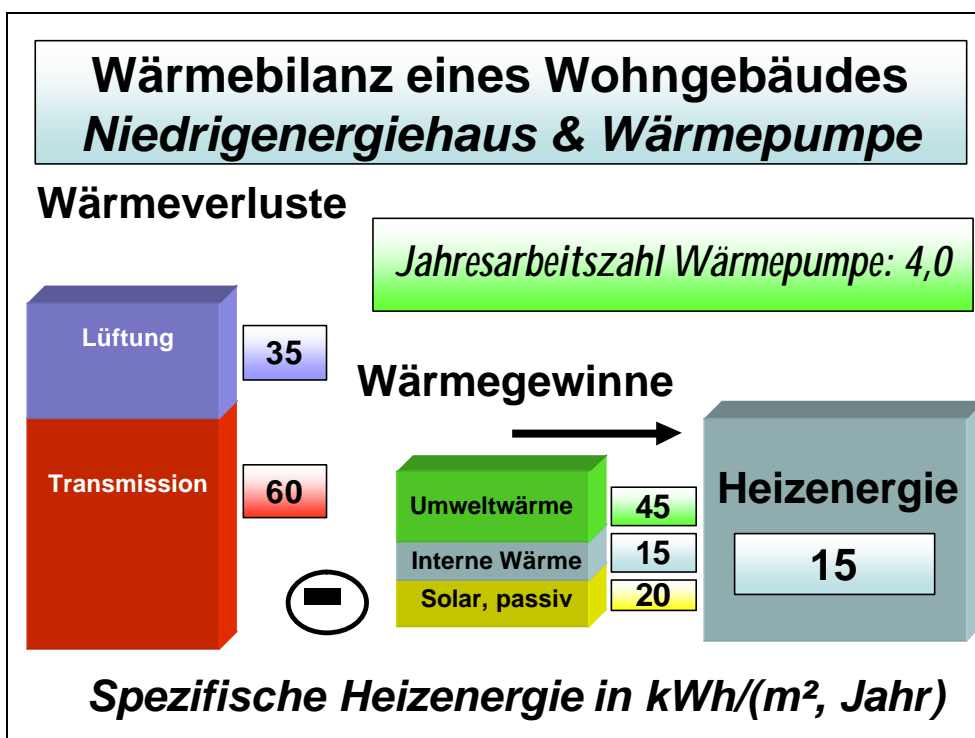 Wärmebilanz eines Wohngebäudes
Niedrigenergiehaus & Wärmepumpe
Wärmeverluste
Jahresarbeitszahl Wärmepumpe: 4,0
Lüftung
35
Transmission
60
Wärmegewinne
Umweltwärme
45
Interne Wärme
15
Solar, passiv
20
Heizenergie
15
Spezifische Heizenergie in kWh/(m², Jahr)